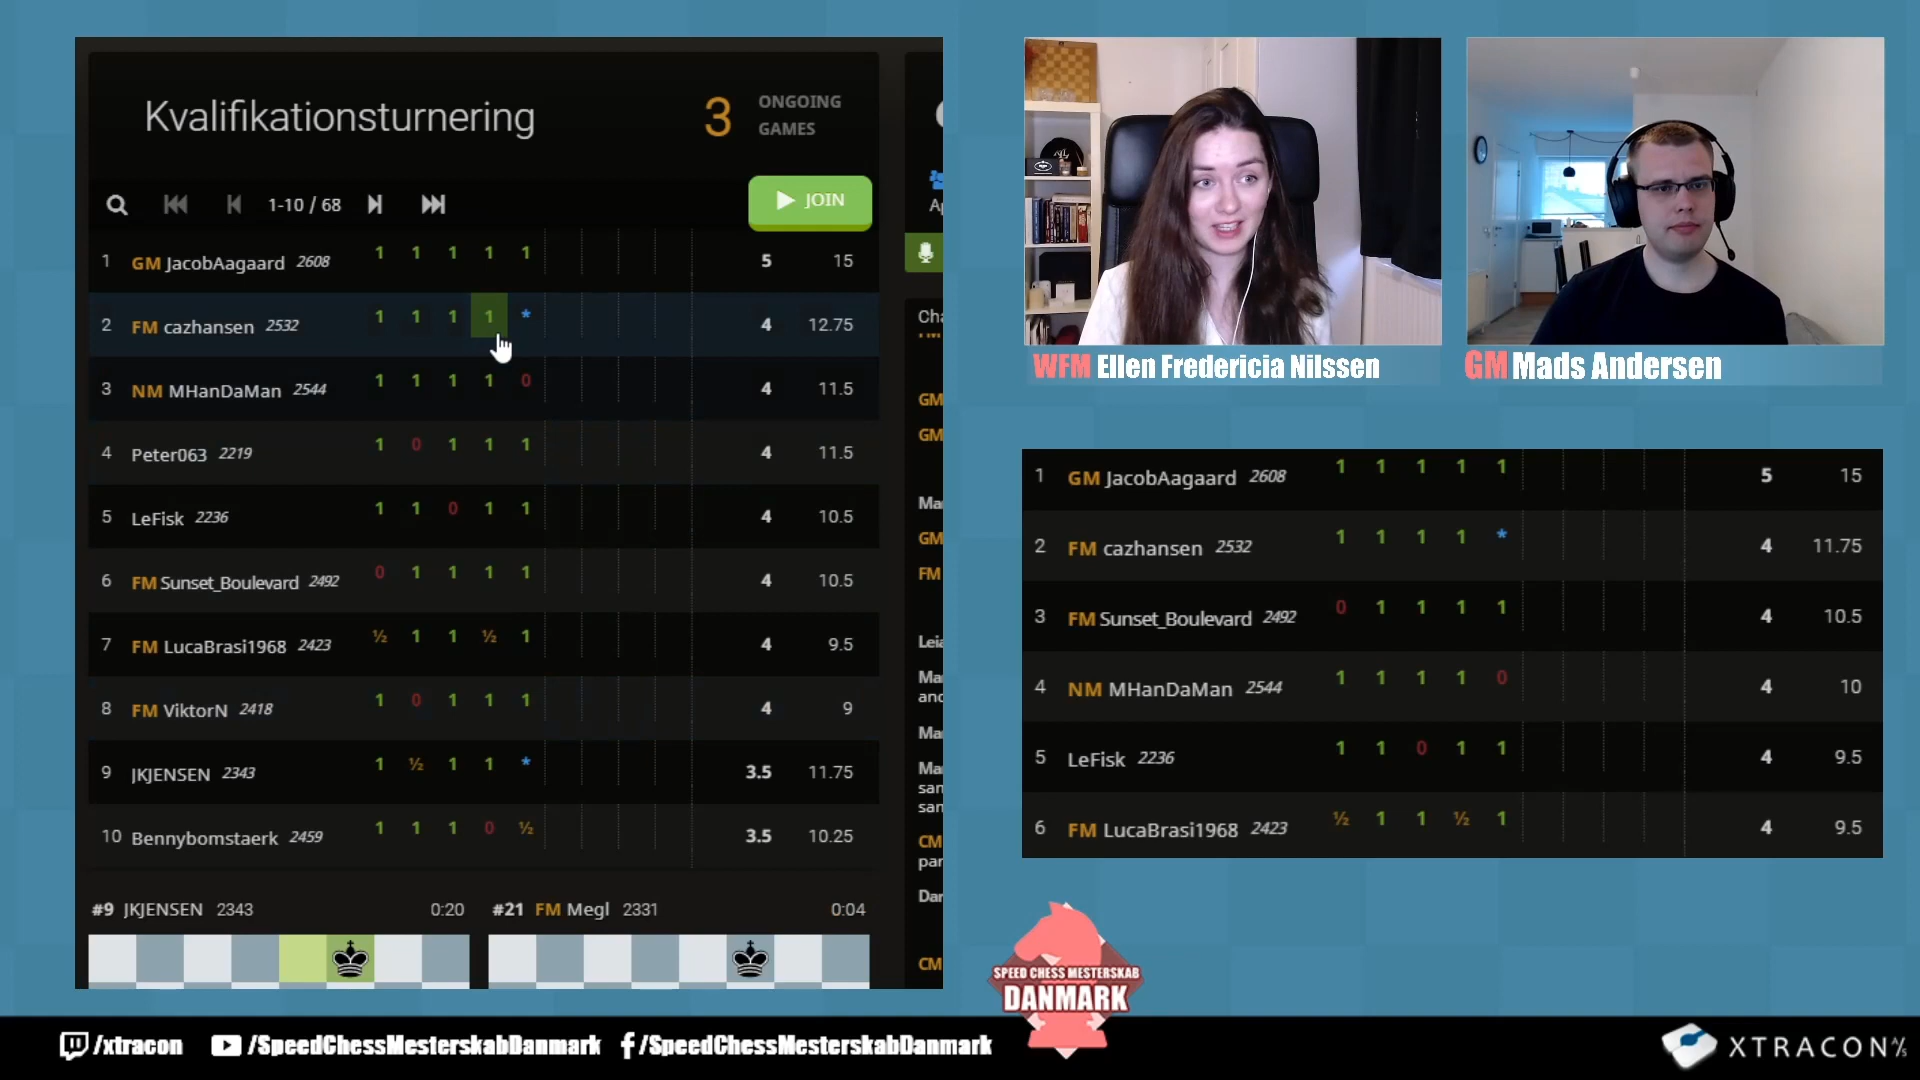 Kvalifikationsturnering
3 ONGOING GAMES
1-10 / 68
JOIN
1 GM JacobAagaard 2608 1 1 1 1 1 5 15
2 FM cazhansen 2532 1 1 1 1 * 4 12.75
3 NM MHanDaMan 2544 1 1 1 1 0 4 11.5
4 Peter063 2219 1 0 1 1 1 4 11.5
5 LeFisk 2236 1 1 0 1 1 4 10.5
6 FM Sunset_Boulevard 2492 0 1 1 1 1 4 10.5
7 FM LucaBrasi1968 2423 ½ 1 1 ½ 1 4 9.5
8 FM ViktorN 2418 1 0 1 1 1 4 9
9 JKJENSEN 2343 1 ½ 1 1 * 3.5 11.75
10 Bennybomstaerk 2459 1 1 1 0 ½ 3.5 10.25
#9 JKJENSEN 2343 0:20
#21 FM Megl 2331 0:04
GM
GM
GM
FM
CM
CM
WFM Ellen Fredericia Nilssen
GM Mads Andersen
1 GM JacobAagaard 2608 1 1 1 1 1 5 15
2 FM cazhansen 2532 1 1 1 1 * 4 11.75
3 FM Sunset_Boulevard 2492 0 1 1 1 1 4 10.5
4 NM MHanDaMan 2544 1 1 1 1 0 4 10
5 LeFisk 2236 1 1 0 1 1 4 9.5
6 FM LucaBrasi1968 2423 ½ 1 1 ½ 1 4 9.5
SPEED CHESS MESTERSKAB
DANMARK
/xtracon
/SpeedChessMesterskabDanmark
/SpeedChessMesterskabDanmark
XTRACON A/S